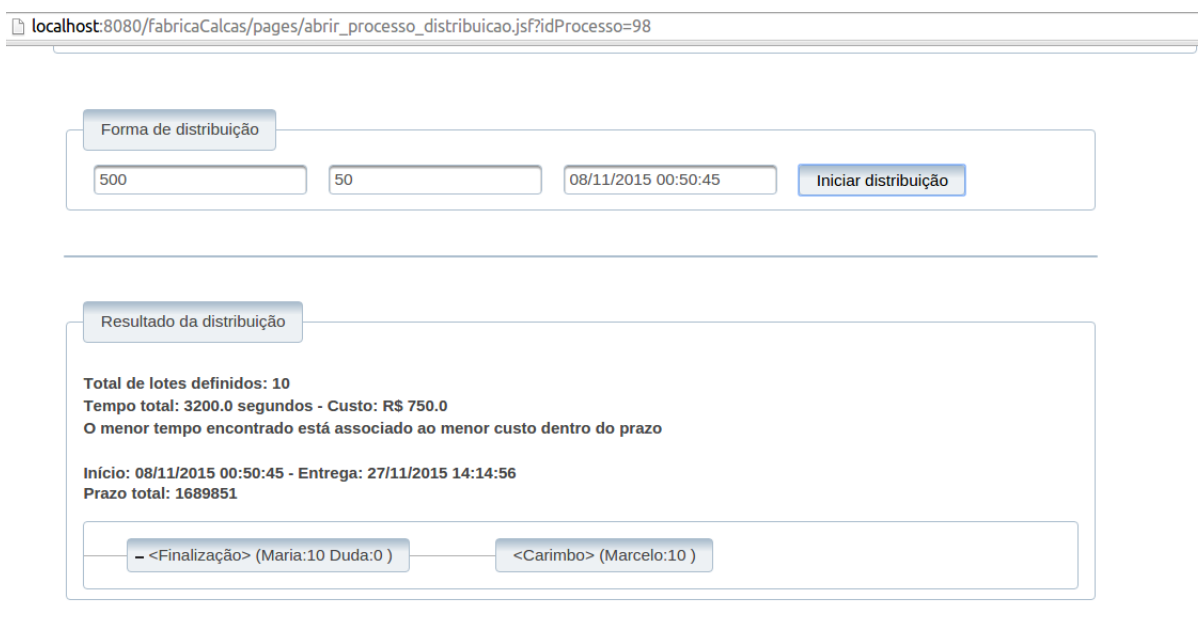 localhost:8080/fabricaCalcas/pages/abrir_processo_distribuicao.jsf?idProcesso=98
Forma de distribuição
500 50 08/11/2015 00:50:45 Iniciar distribuição
Resultado da distribuição
Total de lotes definidos: 10
Tempo total: 3200.0 segundos - Custo: R$ 750.0
O menor tempo encontrado está associado ao menor custo dentro do prazo
Início: 08/11/2015 00:50:45 - Entrega: 27/11/2015 14:14:56
Prazo total: 1689851
– <Finalização> (Maria:10 Duda:0 ) <Carimbo> (Marcelo:10 )